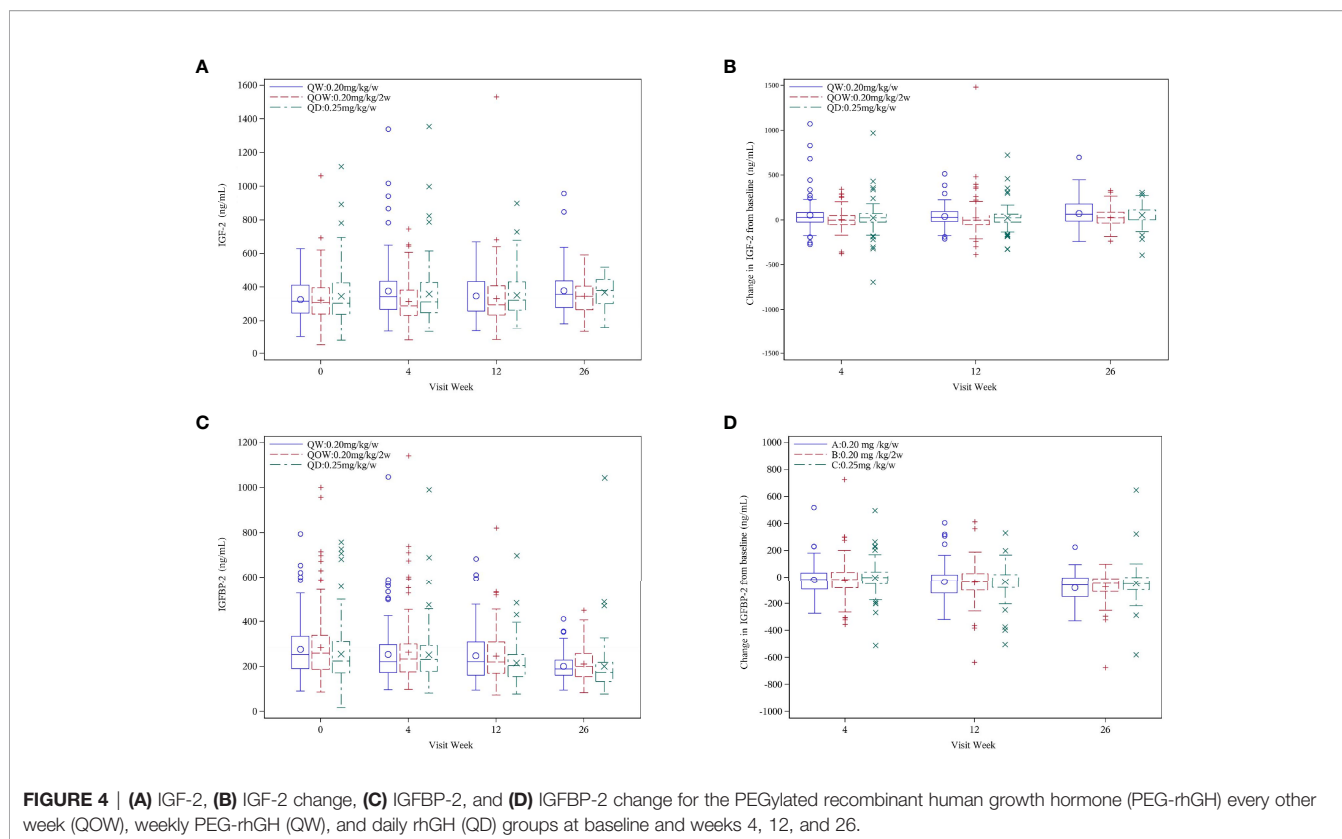 A
QW:0.20mg/kg/w
QOW:0.20mg/kg/2w
QD:0.25mg/kg/w
IGF-2 (ng/mL)
1600
1400
1200
1000
800
600
400
200
0
0 4 12 26
Visit Week
B
QW:0.20mg/kg/w
QOW:0.20mg/kg/2w
QD:0.25mg/kg/w
Change in IGF-2 from baseline (ng/mL)
1500
1000
500
0
-500
-1000
-1500
4 12 26
Visit Week
C
QW:0.20mg/kg/w
QOW:0.20mg/kg/2w
QD:0.25mg/kg/w
IGFBP-2 (ng/mL)
1200
1000
800
600
400
200
0
0 4 12 26
Visit Week
D
A:0.20 mg /kg/w
B:0.20 mg /kg/2w
C:0.25mg /kg/w
Change in IGFBP-2 from baseline (ng/mL)
1000
800
600
400
200
0
-200
-400
-600
-800
-1000
4 12 26
Visit Week
FIGURE 4 | (A) IGF-2, (B) IGF-2 change, (C) IGFBP-2, and (D) IGFBP-2 change for the PEGylated recombinant human growth hormone (PEG-rhGH) every other
week (QOW), weekly PEG-rhGH (QW), and daily rhGH (QD) groups at baseline and weeks 4, 12, and 26.